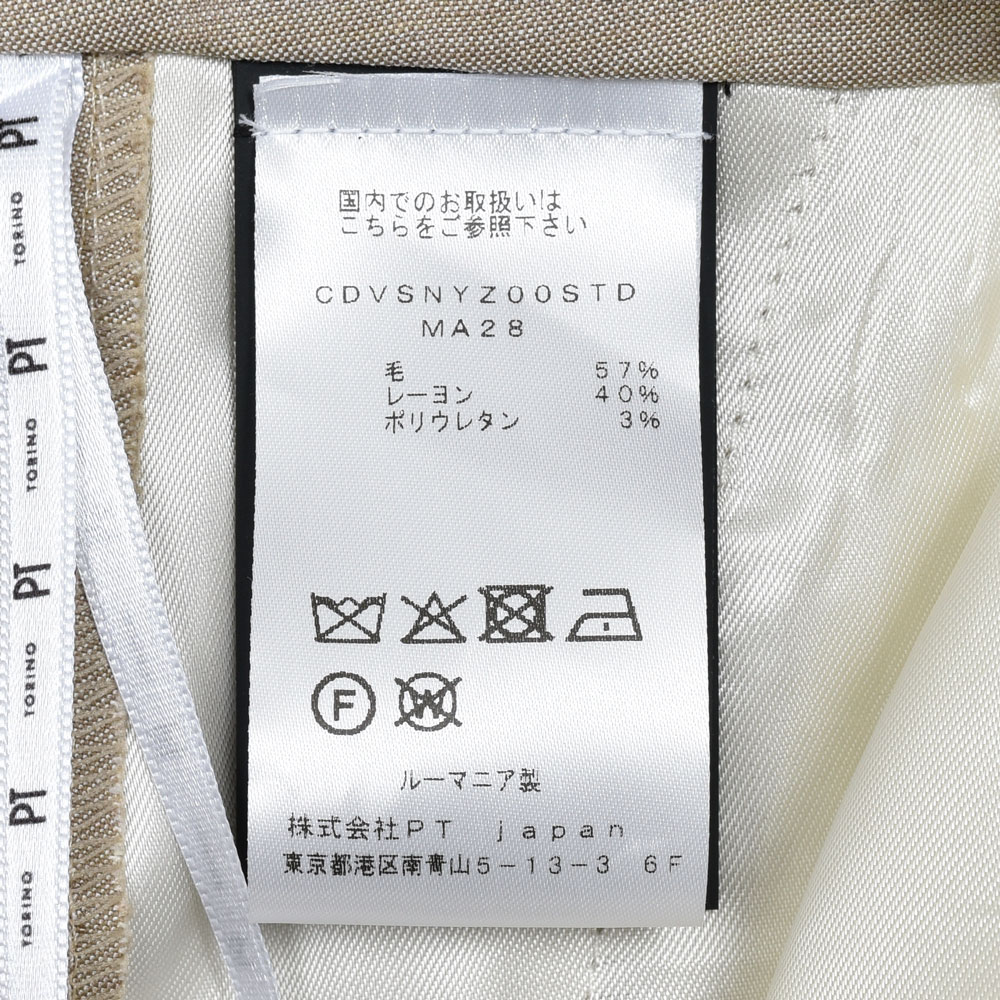 国内でのお取扱いは
こちらをご参照下さい
CDVSNYZ00STD
MA28
毛 57%
レーヨン 40%
ポリウレタン 3%
F
W
ルーマニア製
株式会社PT japan
東京都港区南青山5-13-3 6F
PT
TORINO
PT
TORINO
PT
TORINO
PT
TORINO